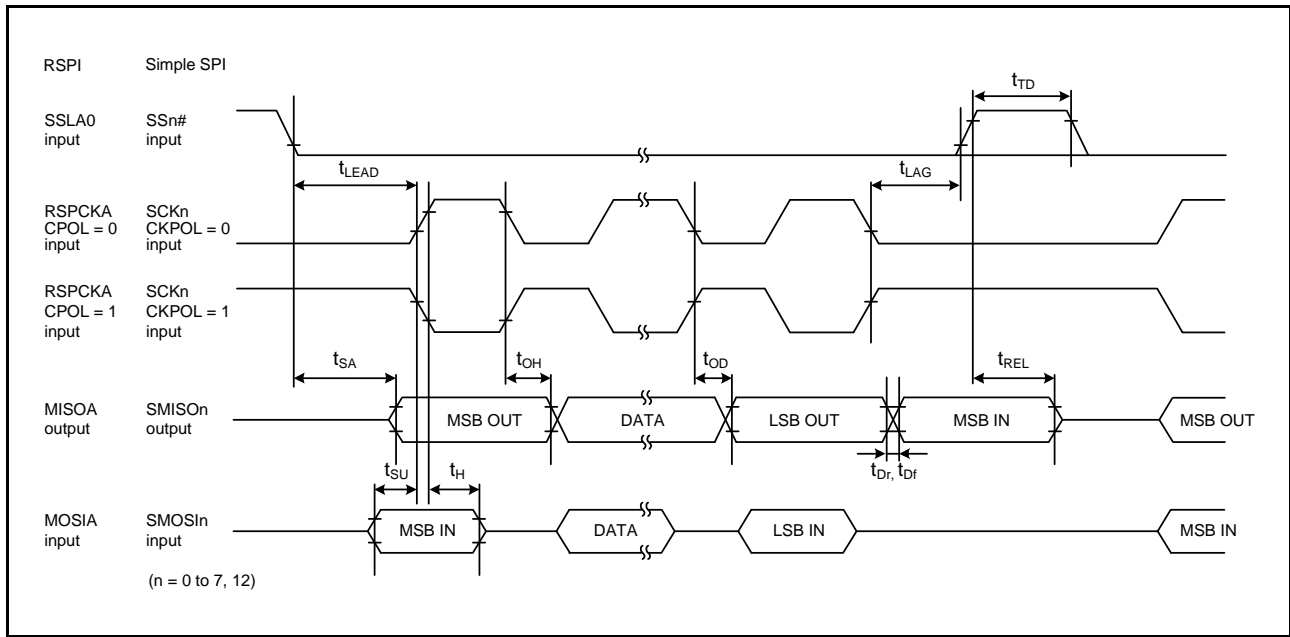 RSPI Simple SPI
tTD
SSLA0 SSn#
input input
tLEAD tLAG
RSPCKA SCKn
CPOL = 0 CKPOL = 0
input input
RSPCKA SCKn
CPOL = 1 CKPOL = 1
input input
tSA tOH tOD tREL
MISOA SMISOn MSB OUT DATA LSB OUT MSB IN MSB OUT
output output
tSU tH tDr, tDf
MOSIA SMOSIn MSB IN DATA LSB IN MSB IN
input input
(n = 0 to 7, 12)